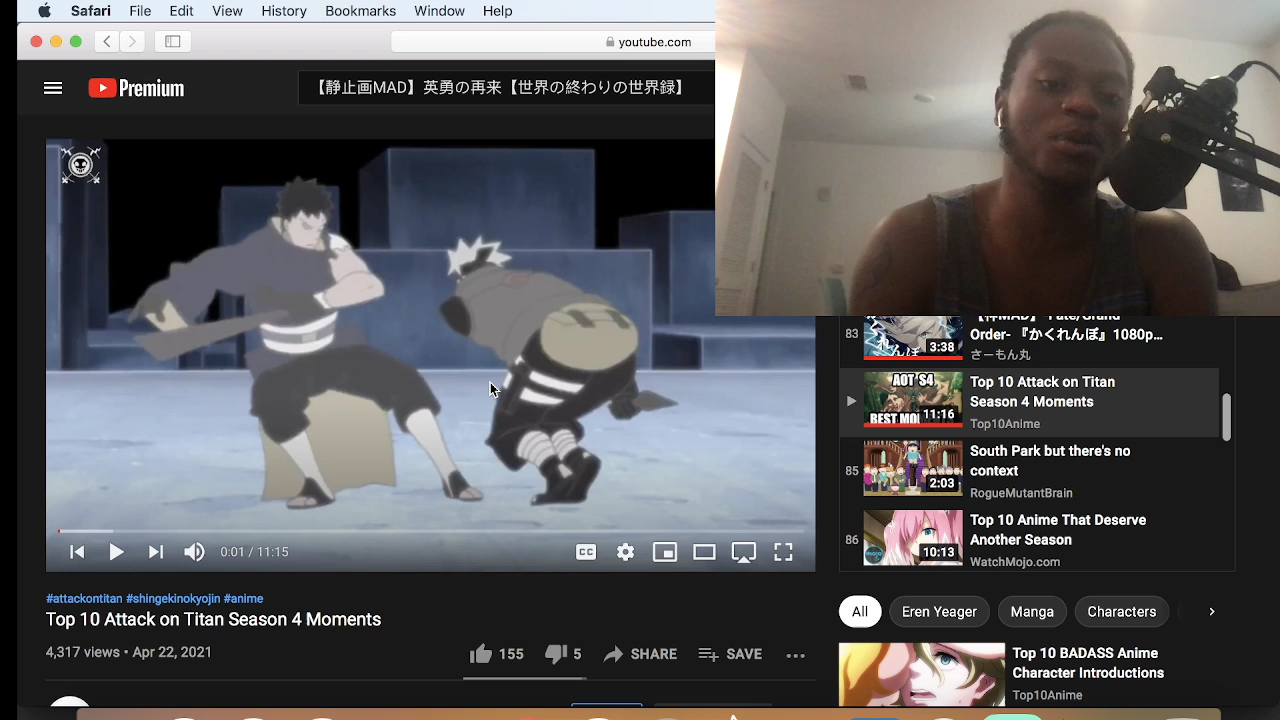 Safari File Edit View History Bookmarks Window Help
youtube.com
Premium
【静止画MAD】英勇の再来【世界の終わりの世界録】
0:01 / 11:15
CC
#attackontitan #shingekinokyojin #anime
Top 10 Attack on Titan Season 4 Moments
4,317 views • Apr 22, 2021
155 5 SHARE SAVE
83
3:38
Order- 『かくれんぼ』1080p...
さーもん丸
AOT S4
11:16
Top 10 Attack on Titan
Season 4 Moments
Top10Anime
85
2:03
South Park but there's no
context
RogueMutantBrain
86
10:13
Top 10 Anime That Deserve
Another Season
WatchMojo.com
All Eren Yeager Manga Characters
Top 10 BADASS Anime
Character Introductions
Top10Anime